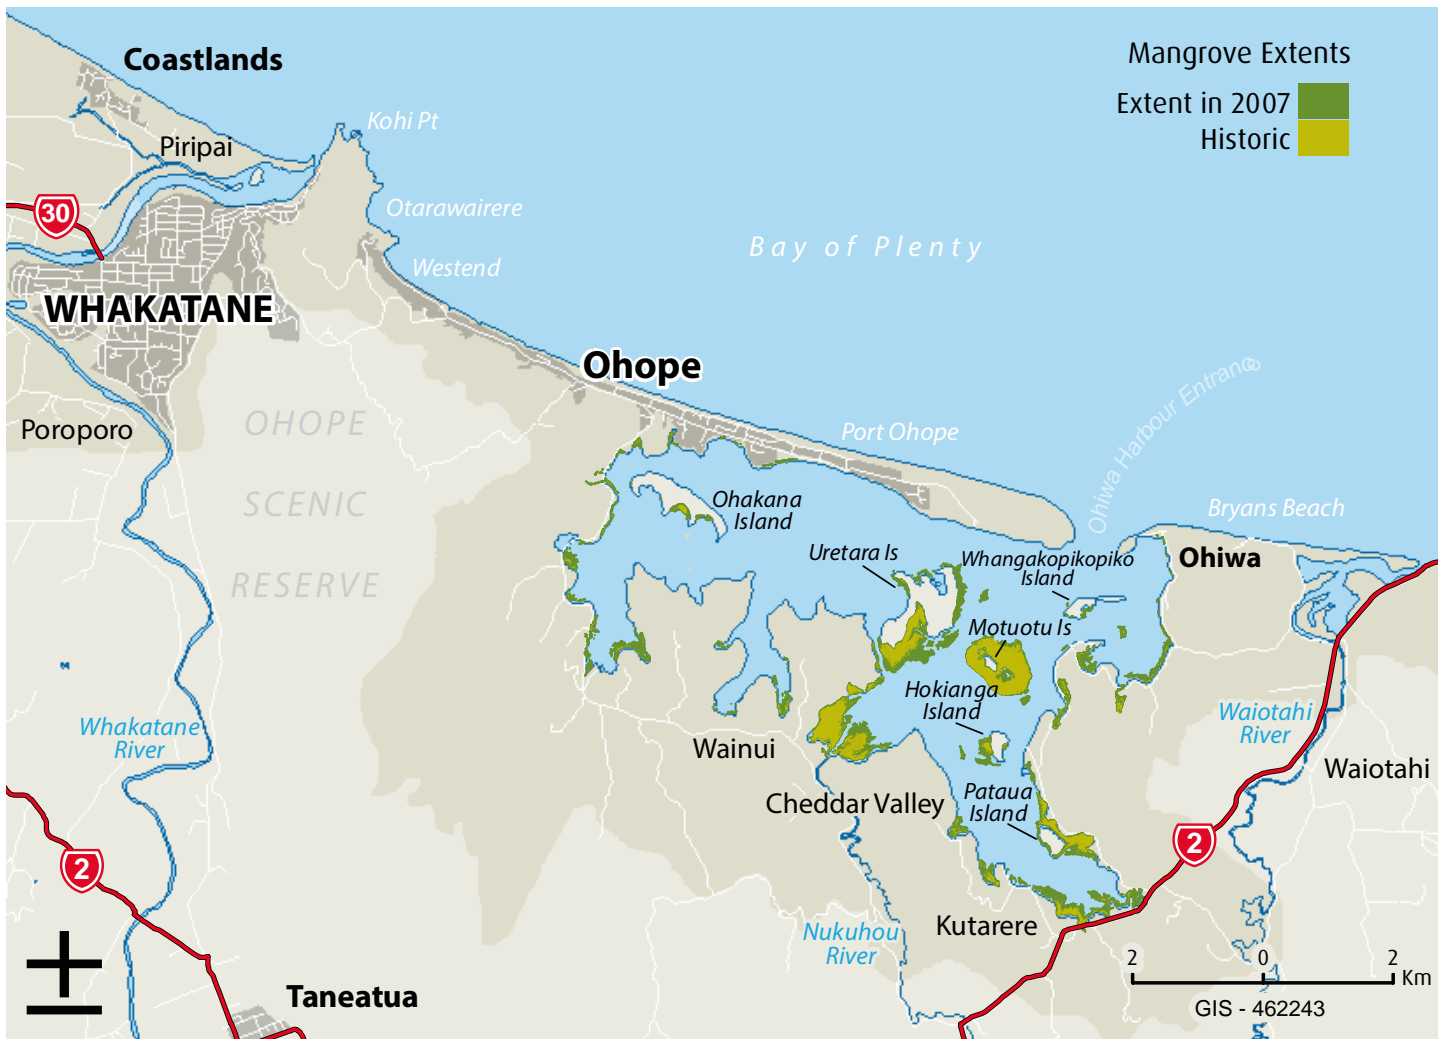 Coastlands
Mangrove Extents
Extent in 2007
Historic
Kohi Pt
Piripai
30
Otarawairere
Bay of Plenty
Westend
WHAKATANE
Ohope
Ohiwa Harbour Entrance
Poroporo
OHOPE
SCENIC
RESERVE
Port Ohope
Ohakana
Island
Bryans Beach
Uretara Is
Whangakopikopiko
Island
Ohiwa
Motuotu Is
Hokianga
Island
Whakatane
River
Waiotahi
River
Wainui
Waiotahi
Pataua
Island
Cheddar Valley
2
2
Nukuhou
River
Kutarere
2 0 2
Km
GIS - 462243
Taneatua